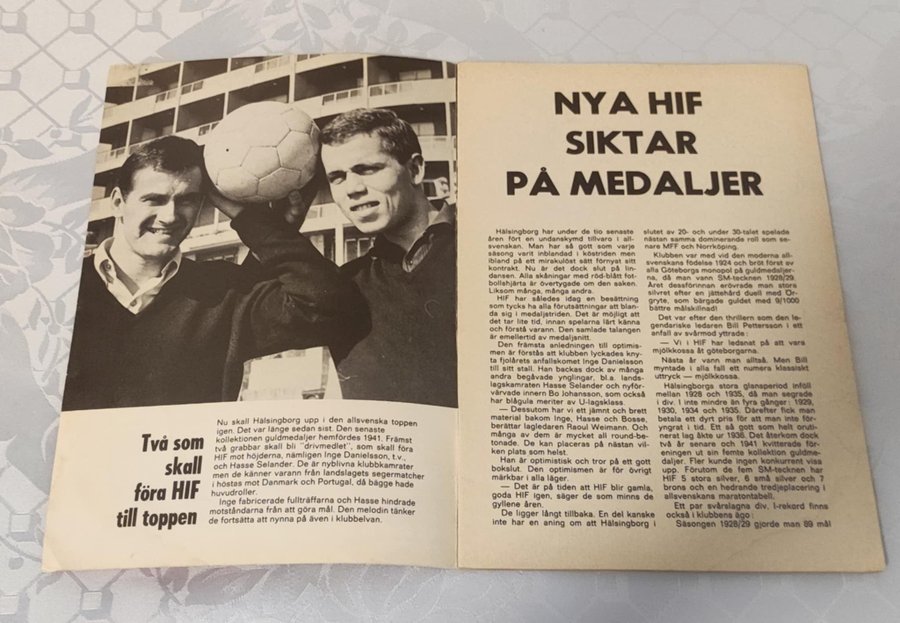 Två som
skall
föra HIF
till toppen
Nu skall Hälsingborg upp i den allsvenska toppen
igen. Det var länge sedan sist. Den senaste
kollektionen guldmedaljer hemfördes 1941. Främst
två grabbar skall bli "drivmedlet", som skall föra
HIF mot höjderna, nämligen Inge Danielsson, t.v.,
och Hasse Selander. De är nyblivna klubbkamrater
men de känner varann från landslagets segermatcher
i höstas mot Danmark och Portugal, då bägge hade
huvudroller.
Inge fabricerade fullträffarna och Hasse hindrade
motståndarna från att göra mål. Den melodin tänker
de fortsätta att nynna på även i klubbelvan.
NYA HIF
SIKTAR
PÅ MEDALJER
Hälsingborg har under de tio senaste
åren fört en undanskymd tillvaro i all-
svenskan. Man har så gott som varje
säsong varit inblandad i köstriden men
ibland på ett mirakulöst sätt förnyat sitt
kontrakt. Nu är det dock slut på lin-
dansen. Alla skåningar med röd-blått fot-
bollshjärta är övertygade om den saken.
Liksom många, många andra.
HIF har således idag en besättning
som tycks ha alla förutsättningar att blan-
da sig i medaljstriden. Det är möjligt att
det tar lite tid, innan spelarna lärt känna
och förstå varann. Den samlade talangen
är emellertid av medaljsnitt.
Den främsta anledningen till optimis-
men är förstås att klubben lyckades kny-
ta fjolårets anfallskomet Inge Danielsson
till sitt stall. Han backas dock av många
andra begåvade ynglingar, bl.a. lands-
lagskamraten Hasse Selander och nyför-
värvade innern Bo Johansson, som också
har blågula meriter av U-lagsklass.
— Dessutom har vi ett jämnt och brett
material bakom Inge, Hasse och Bosse,
berättar lagledaren Raoul Weimann. Och
många av dem är mycket all round-be-
tonade. De kan placeras på nästan vil-
ken plats som helst.
Han är optimistisk och tror på ett gott
bokslut. Den optimismen är för övrigt
märkbar i alla läger.
— Det är på tiden att HIF blir gamla,
goda HIF igen, säger de som minns de
gyllene åren.
De ligger långt tillbaka. En del kanske
inte har en aning om att Hälsingborg i
slutet av 20- och under 30-talet spelade
nästan samma dominerande roll som se-
nare MFF och Norrköping.
Klubben var med vid den moderna all-
svenskans födelse 1924 och bröt först av
alla Göteborgs monopol på guldmedaljer-
na, då man vann SM-tecknen 1928/29.
Året dessförinnan erövrade man stora
silvret efter en jättehård duell med Ör-
gryte, som bärgade guldet med 9/1000
bättre målskillnad!
Det var efter den thrillern som den le-
gendariske ledaren Bill Pettersson i ett
anfall av svårmod yttrade:
— Vi i HIF har ledsnat på att vara
mjölkkossa åt göteborgarna.
Nästa år vann man alltså. Men Bill
myntade i alla fall ett numera klassiskt
uttryck — mjölkkossa.
Hälsingborgs stora glansperiod inföll
mellan 1928 och 1935, då man segrade
i div. I inte mindre än fyra gånger: 1929,
1930, 1934 och 1935. Därefter fick man
betala ett dyrt pris för att man inte för-
yngrat i tid. Ett så gott som helt orutі-
nerat lag åkte ur 1936. Det återkom dock
två år senare och 1941 kvitterade för-
eningen ut sin femte kollektion guldme-
daljer. Fler kunde ingen konkurrent visa
upp. Förutom de fem SM-tecknen har
HIF 5 stora silver, 6 små silver och 7
brons och en hedrande tredjeplacering i
allsvenskans maratontabell.
Ett par svårslagna div. I-rekord finns
också i klubbens ägo:
Säsongen 1928/29 gjorde man 89 mål